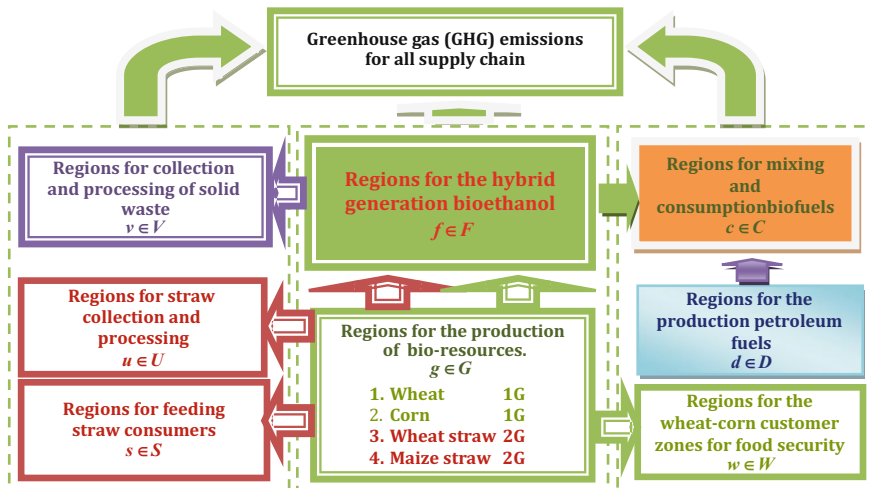 Greenhouse gas (GHG) emissions
for all supply chain
Regions for collection
and processing of solid
waste
v ∈ V
Regions for the hybrid
generation bioethanol
f ∈ F
Regions for mixing
and
consumptionbiofuels
c ∈ C
Regions for straw
collection and
processing
u ∈ U
Regions for the production
of bio-resources.
g ∈ G
1. Wheat 1G
2. Corn 1G
3. Wheat straw 2G
4. Maize straw 2G
Regions for the
production petroleum
fuels
d ∈ D
Regions for feeding
straw consumers
s ∈ S
Regions for the
wheat-corn customer
zones for food security
w ∈ W